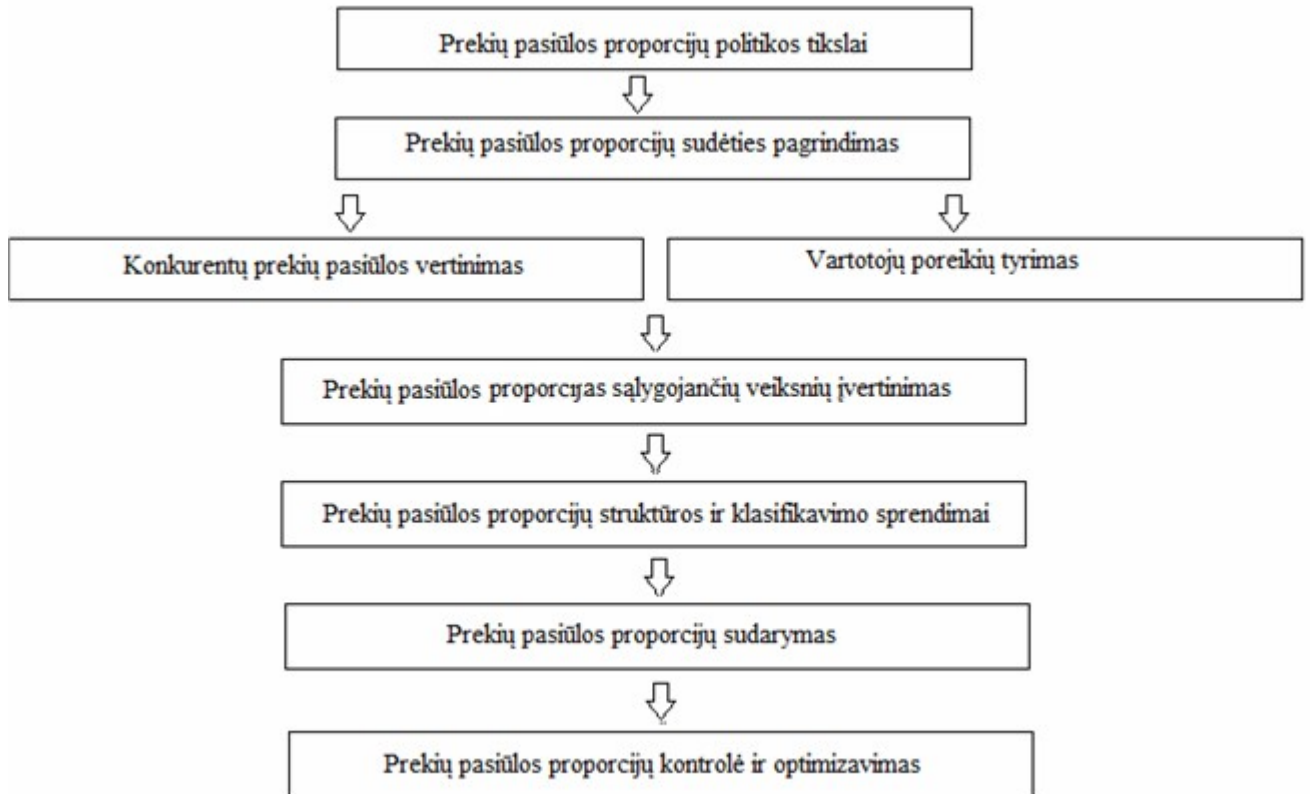 Prekių pasiūlos proporcijų politikos tikslai
Prekių pasiūlos proporcijų sudėties pagrindimas
Konkurentų prekių pasiūlos vertinimas
Vartotojų poreikių tyrimas
Prekių pasiūlos proporcijas sąlygojančių veiksnių įvertinimas
Prekių pasiūlos proporcijų struktūros ir klasifikavimo sprendimai
Prekių pasiūlos proporcijų sudarymas
Prekių pasiūlos proporcijų kontrolė ir optimizavimas